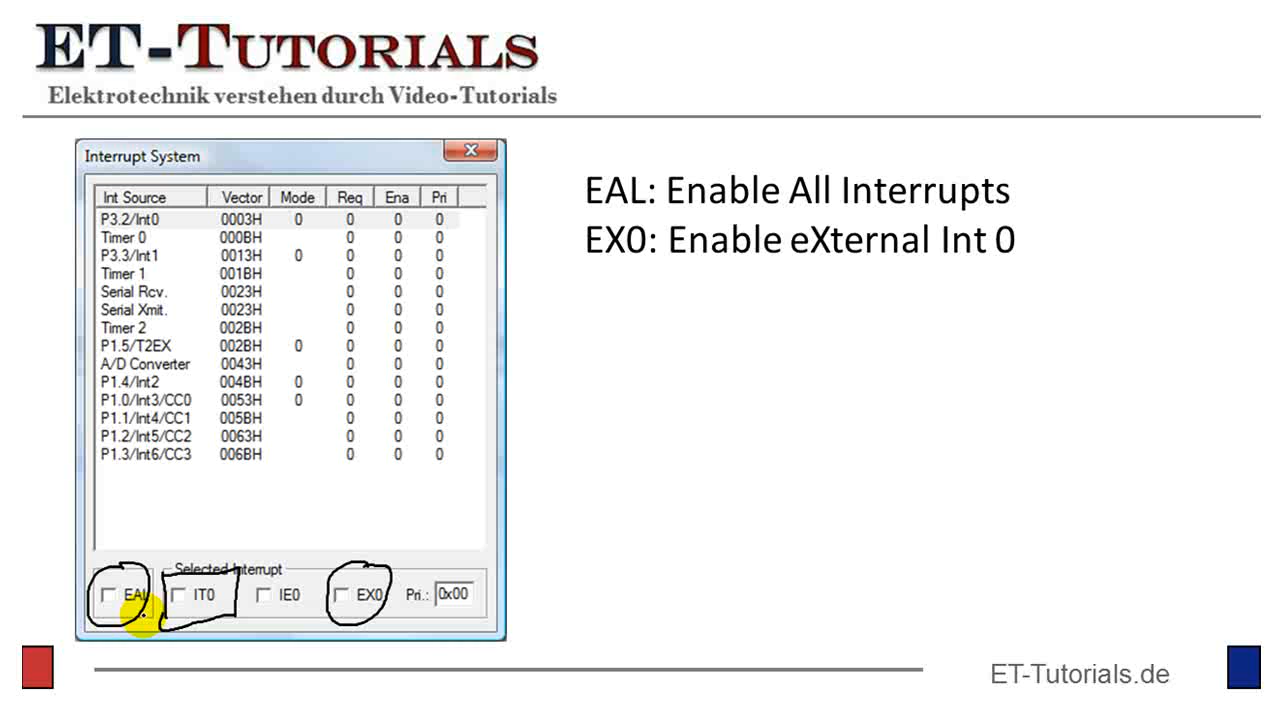 ET-TUTORIALS
Elektrotechnik verstehen durch Video-Tutorials
Interrupt System
Int Source Vector Mode Req Ena Pri
P3.2/Int0 0003H 0 0 0 0
Timer 0 000BH 0 0 0
P3.3/Int1 0013H 0 0 0 0
Timer 1 001BH 0 0 0
Serial Rcv. 0023H 0 0 0
Serial Xmit. 0023H 0 0 0
Timer 2 002BH 0 0 0
P1.5/T2EX 002BH 0 0 0 0
A/D Converter 0043H 0 0 0
P1.4/Int2 004BH 0 0 0 0
P1.0/Int3/CC0 0053H 0 0 0 0
P1.1/Int4/CC1 005BH 0 0 0
P1.2/Int5/CC2 0063H 0 0 0
P1.3/Int6/CC3 006BH 0 0 0
Selected Interrupt
EAL IT0 IE0 EX0 Pri.: 0x00
EAL: Enable All Interrupts
EX0: Enable eXternal Int 0
ET-Tutorials.de